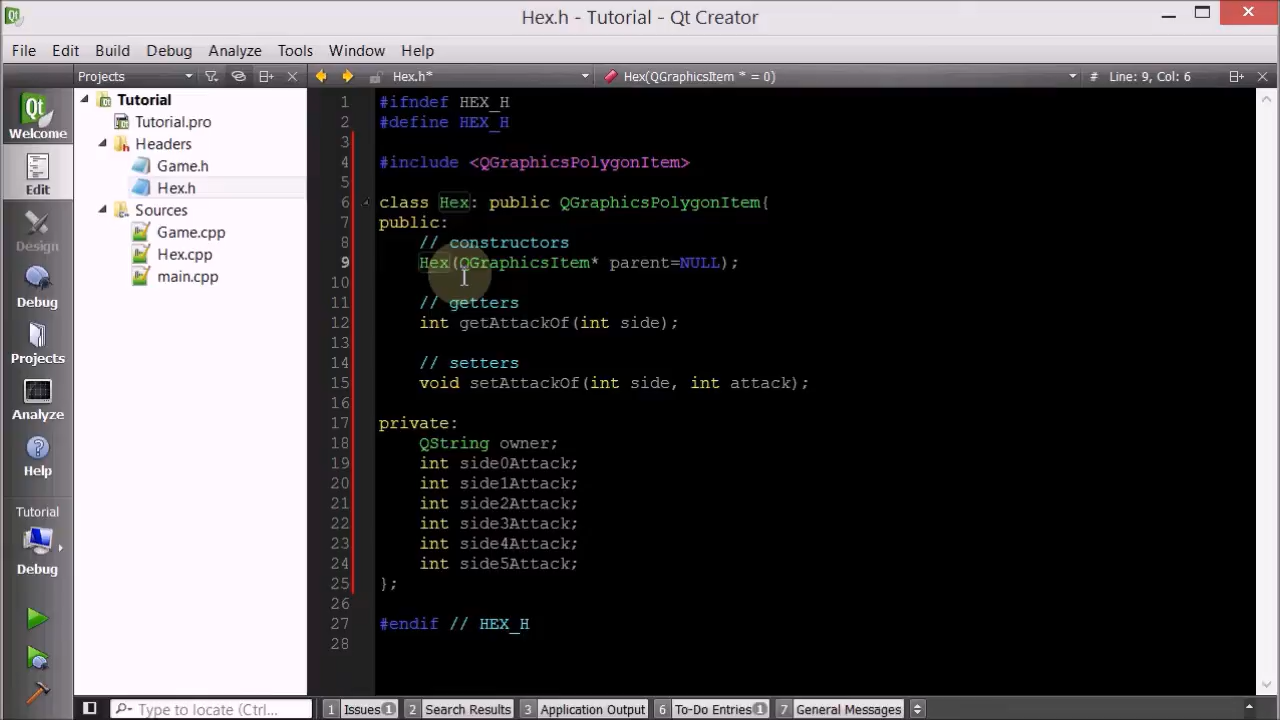 Hex.h - Tutorial - Qt Creator
File Edit Build Debug Analyze Tools Window Help
Projects Hex.h* Hex(QGraphicsItem * = 0) # Line: 9, Col: 6
Qt
Welcome
Edit
Design
Debug
Projects
Analyze
Help
Tutorial
Debug
Tutorial
Tutorial.pro
Headers
Game.h
Hex.h
Sources
Game.cpp
Hex.cpp
main.cpp
1 #ifndef HEX_H
2 #define HEX_H
3
4 #include <QGraphicsPolygonItem>
5
6 class Hex: public QGraphicsPolygonItem{
7 public:
8 // constructors
9 Hex(QGraphicsItem* parent=NULL);
10
11 // getters
12 int getAttackOf(int side);
13
14 // setters
15 void setAttackOf(int side, int attack);
16
17 private:
18 QString owner;
19 int side0Attack;
20 int side1Attack;
21 int side2Attack;
22 int side3Attack;
23 int side4Attack;
24 int side5Attack;
25 };
26
27 #endif // HEX_H
28
Type to locate (Ctrl... 1 Issues 1 2 Search Results 3 Application Output 6 To-Do Entries 1 7 General Messages